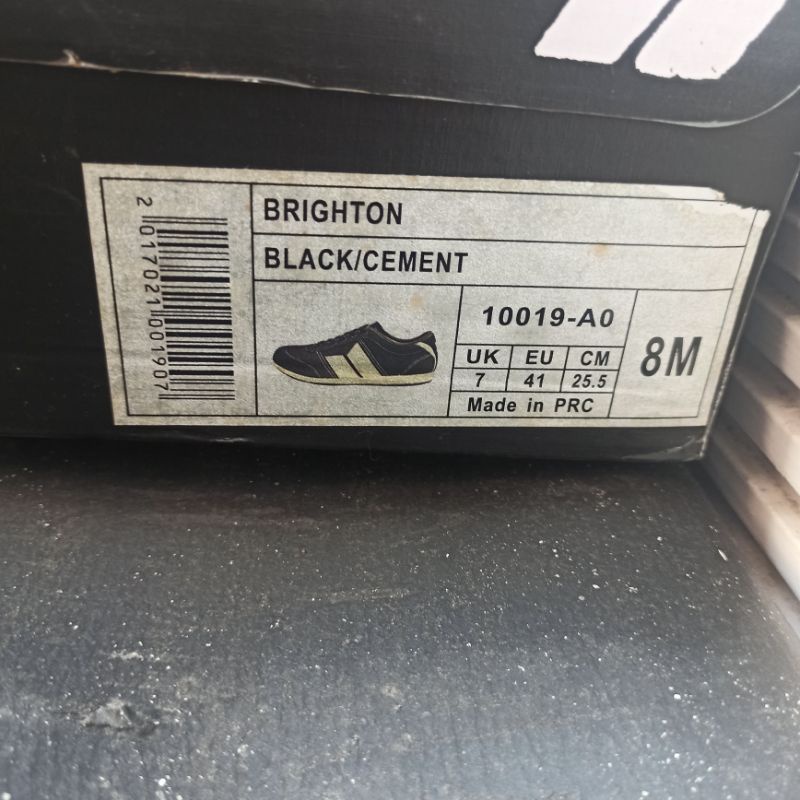 BRIGHTON
BLACK/CEMENT
10019-A0
UK EU CM
7 41 25.5
Made in PRC
8M
2 017021 001907